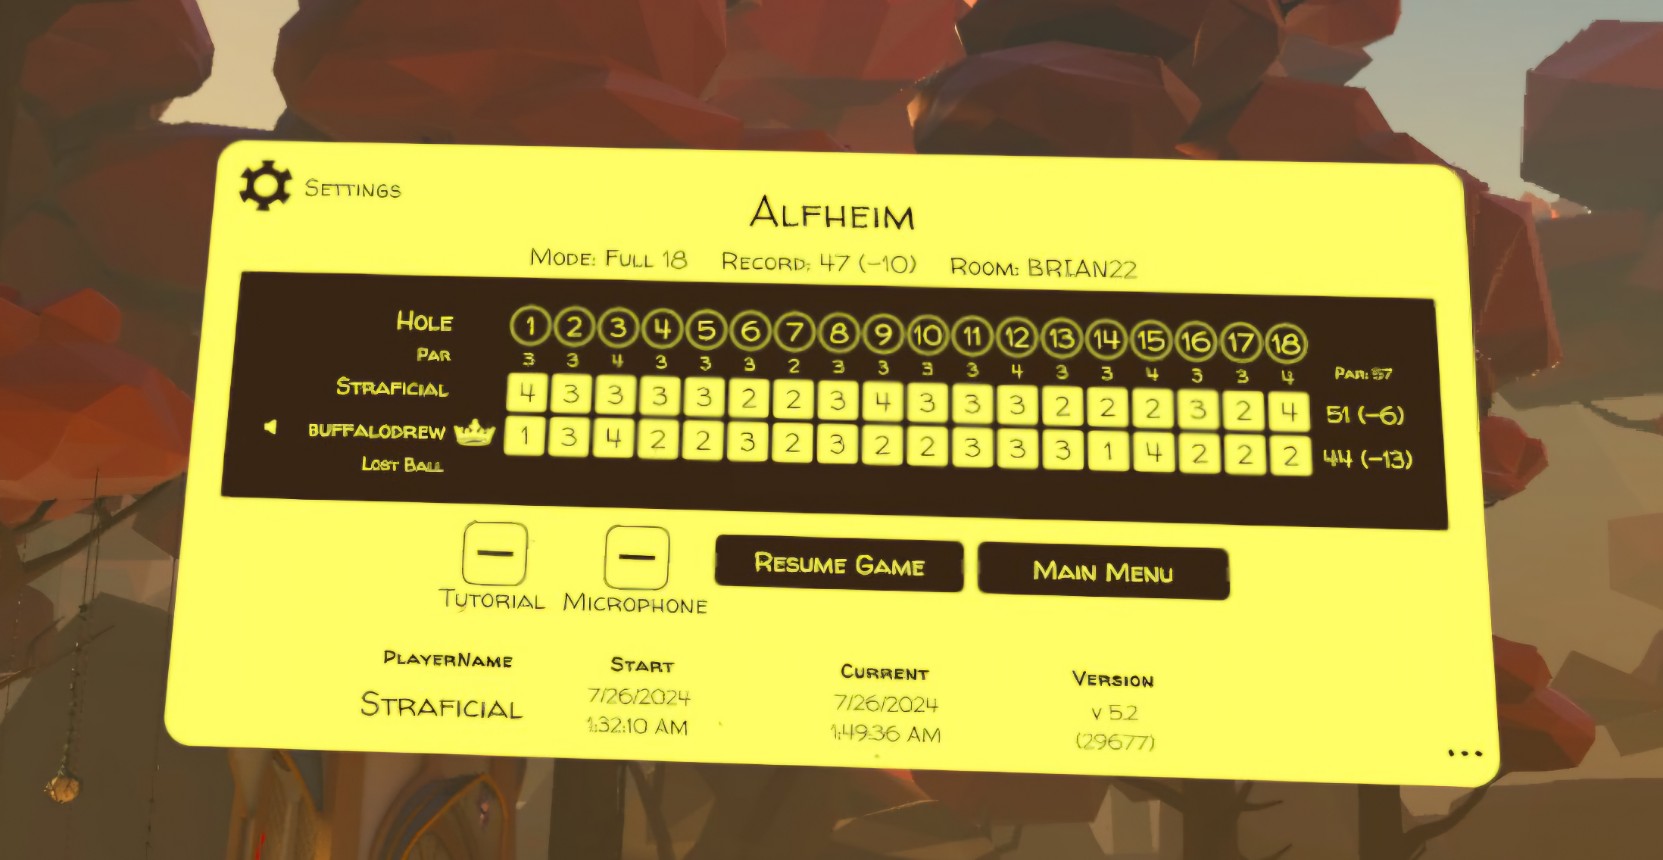 Settings
Alfheim
Mode: Full 18 Record: 47 (-10) Room: BRIAN22
Hole 1 2 3 4 5 6 7 8 9 10 11 12 13 14 15 16 17 18
Par 3 3 4 3 3 3 2 3 3 3 3 4 3 3 4 3 3 4 Par: 57
Straficial 4 3 3 3 3 2 2 3 4 3 3 3 2 2 2 3 2 4 51 (-6)
BUFFALODREW 1 3 4 2 2 3 2 3 2 2 3 3 3 1 4 2 2 2 44 (-13)
Lost Ball
Resume Game Main Menu
Tutorial Microphone
PlayerName Start Current Version
Straficial 7/26/2024 7/26/2024 v 5.2
1:32:10 AM 1:49:36 AM (29677)
...